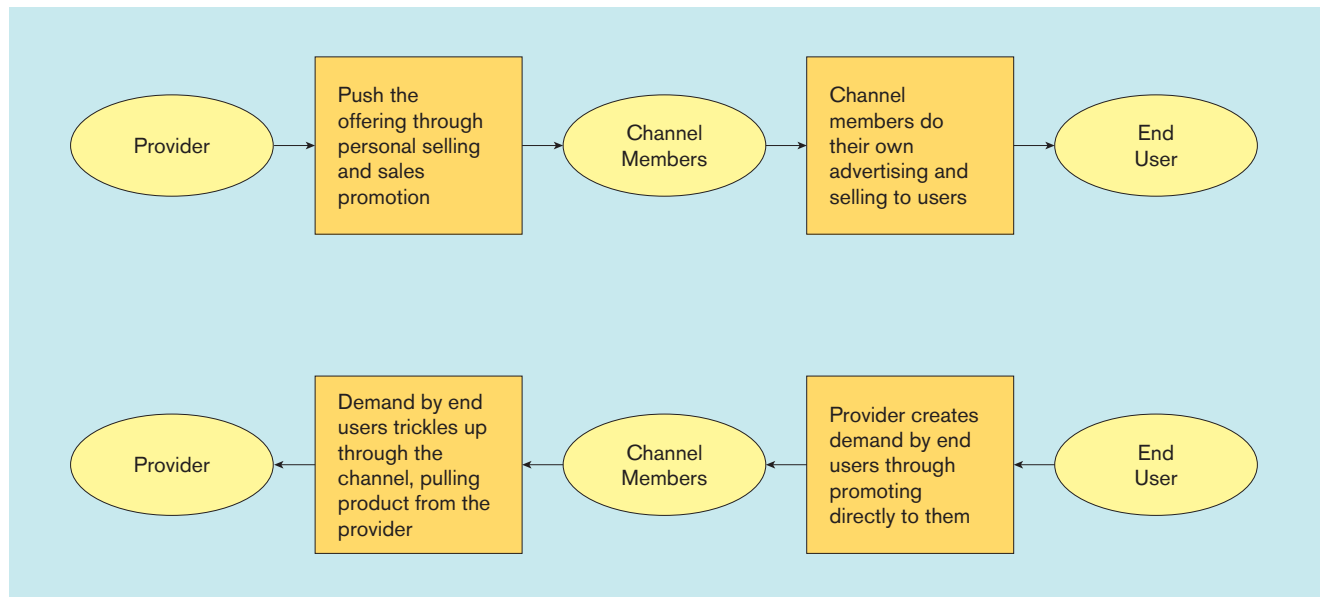 Provider
Push the
offering through
personal selling
and sales
promotion
Channel
Members
Channel
members do
their own
advertising and
selling to users
End
User
Provider
Demand by end
users trickles up
through the
channel, pulling
product from the
provider
Channel
Members
Provider creates
demand by end
users through
promoting
directly to them
End
User